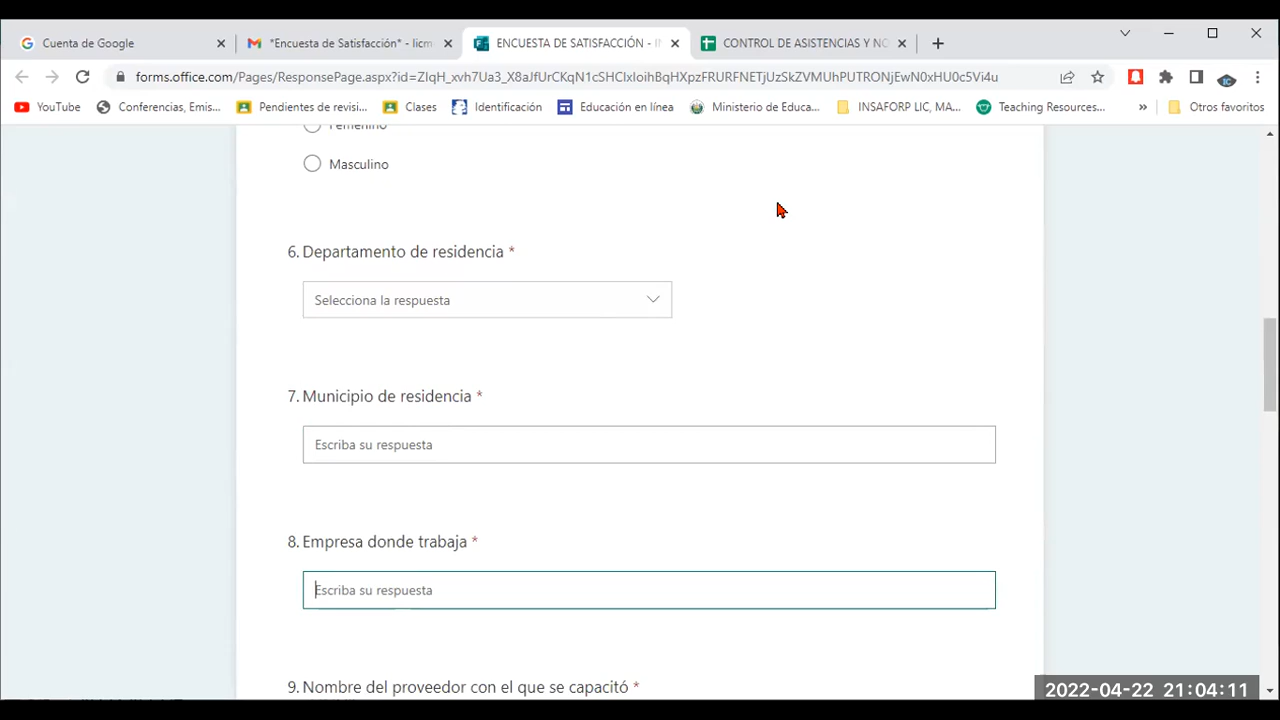 Cuenta de Google
*Encuesta de Satisfacción* - licm
ENCUESTA DE SATISFACCIÓN - I
CONTROL DE ASISTENCIAS Y NO
forms.office.com/Pages/ResponsePage.aspx?id=ZIqH_xvh7Ua3_X8aJfUrCKqN1cSHCIxIoihBqHXpzFRURFNETjUzSkZVMUhPUTRONjEwN0xHU0c5Vi4u
YouTube
Conferencias, Emis...
Pendientes de revisi...
Clases
Identificación
Educación en línea
Ministerio de Educa...
INSAFORP LIC, MA...
Teaching Resources...
»
Otros favoritos
Femenino
Masculino
6. Departamento de residencia *
Selecciona la respuesta
7. Municipio de residencia *
Escriba su respuesta
8. Empresa donde trabaja *
Escriba su respuesta
9. Nombre del proveedor con el que se capacitó *
2022-04-22 21:04:11